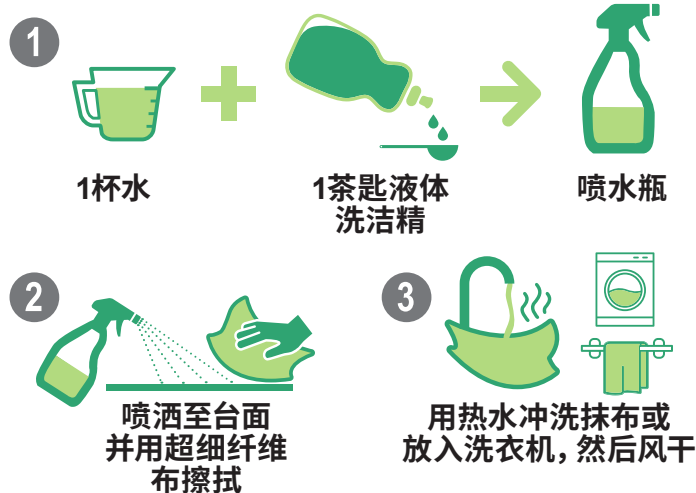 1
1杯水
1茶匙液体
洗洁精
喷水瓶
2
喷洒至台面
并用超细纤维
布擦拭
3
用热水冲洗抹布或
放入洗衣机，然后风干